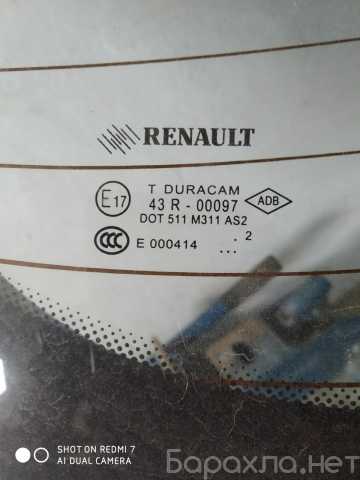 RENAULT
E17
T DURACAM
43 R - 00097
ADB
DOT 511 M311 AS2
CCC
E 000414
. 2
...
SHOT ON REDMI 7
AI DUAL CAMERA
Барахла.нет